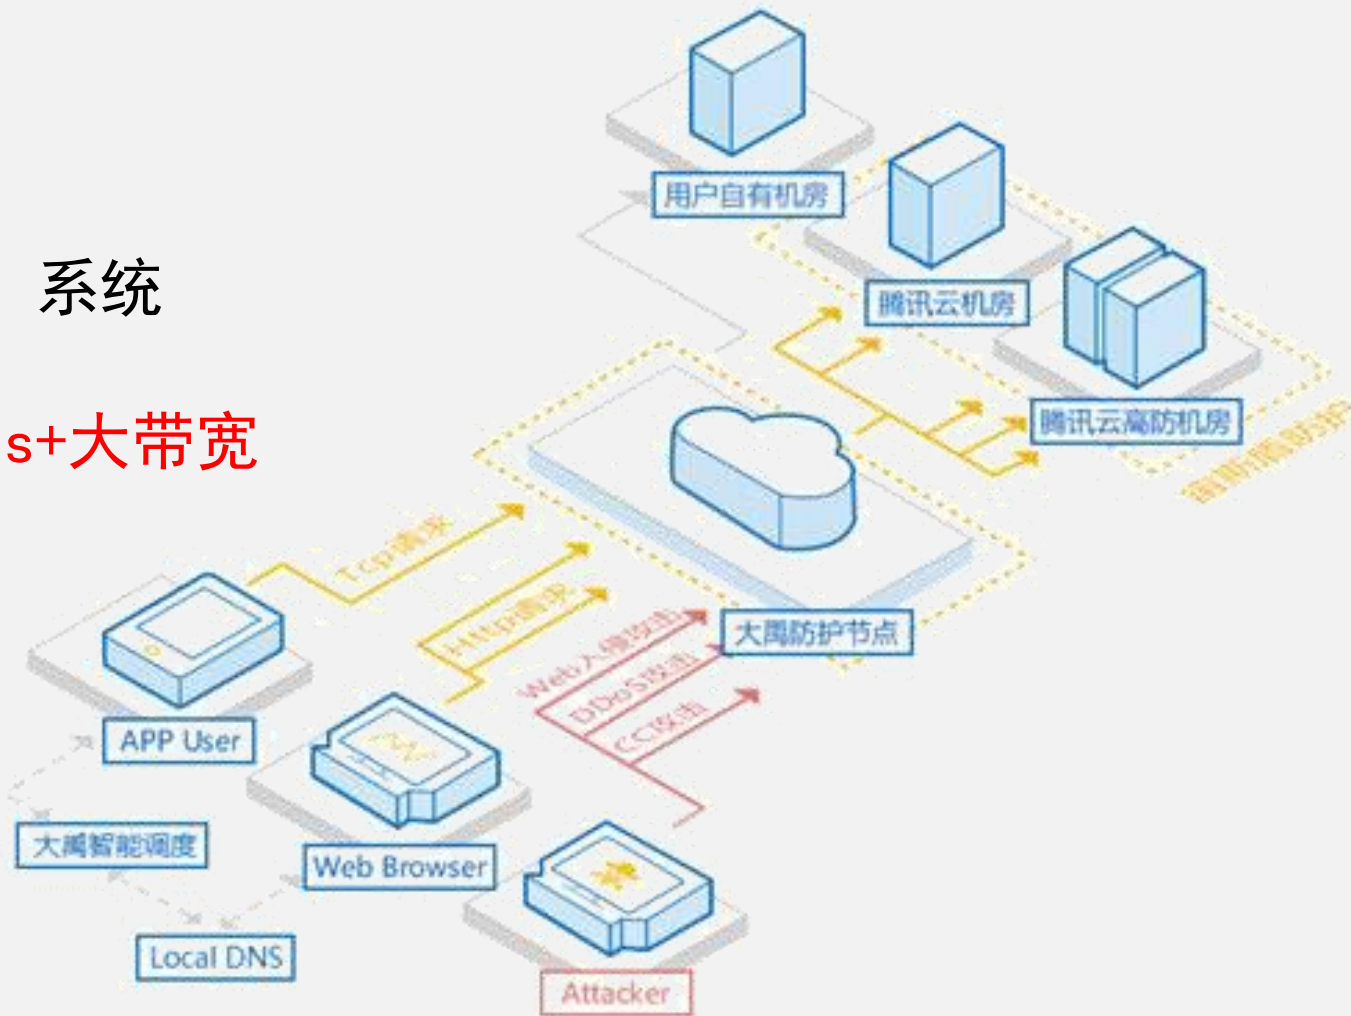 用户自有机房
腾讯云机房
腾讯云高防机房
系统
s+大带宽
Tcp请求
Http请求
Web入侵攻击
DDoS攻击
CC攻击
大禹防护节点
APP User
大禹智能调度
Web Browser
Local DNS
Attacker